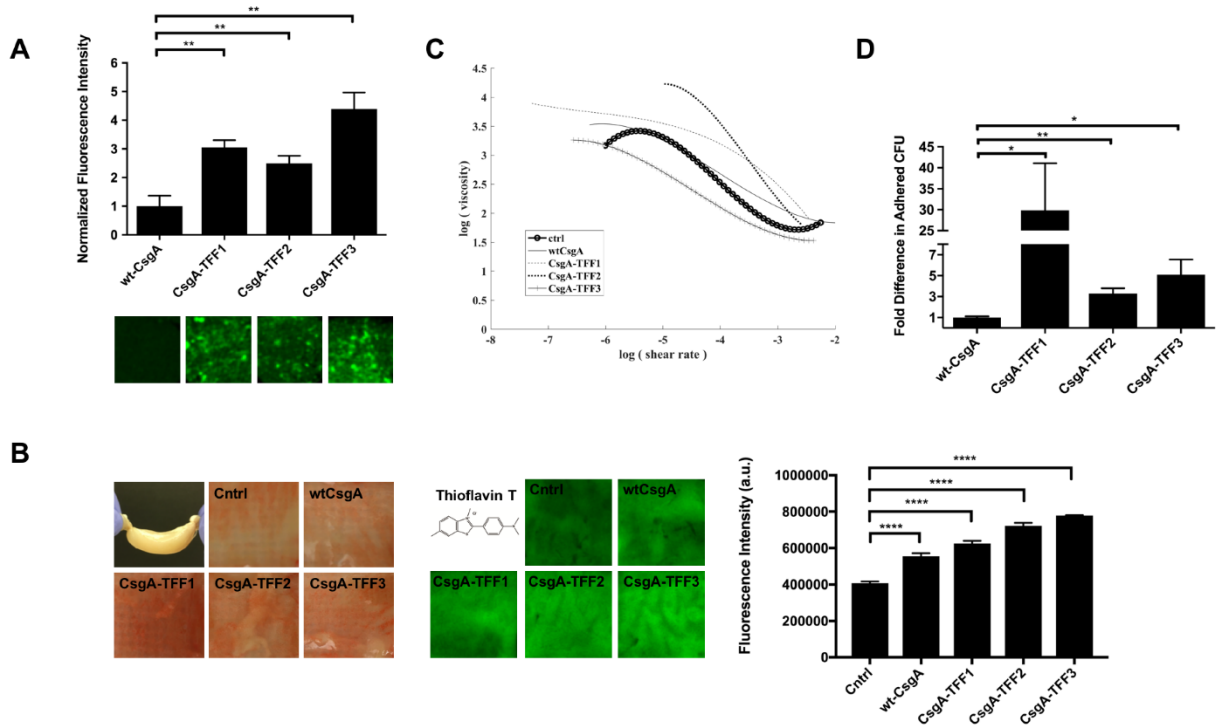 A
**
**
**
Normalized Fluorescence Intensity
6
5
4
3
2
1
0
wt-CsgA
CsgA-TFF1
CsgA-TFF2
CsgA-TFF3
C
4.5
4
3.5
3
2.5
2
1.5
1
0.5
0
log ( viscosity)
ctrl
wtCsgA
CsgA-TFF1
CsgA-TFF2
CsgA-TFF3
-8
-7
-6
-5
-4
-3
-2
log ( shear rate )
D
*
**
*
Fold Difference in Adhered CFU
45
40
35
30
25
7
5
3
1
wt-CsgA
CsgA-TFF1
CsgA-TFF2
CsgA-TFF3
B
Cntrl
wtCsgA
CsgA-TFF1
CsgA-TFF2
CsgA-TFF3
Thioflavin T
Cntrl
wtCsgA
CsgA-TFF1
CsgA-TFF2
CsgA-TFF3
****
****
****
****
Fluorescence Intensity (a.u.)
1000000
800000
600000
400000
200000
0
Cntrl
wt-CsgA
CsgA-TFF1
CsgA-TFF2
CsgA-TFF3